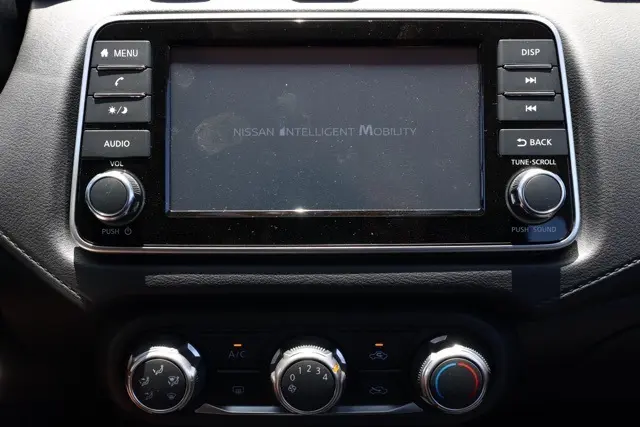 MENU
DISP
AUDIO
BACK
NISSAN INTELLIGENT MOBILITY
VOL
TUNE·SCROLL
PUSH
PUSH SOUND
A/C
0 1 2 3 4